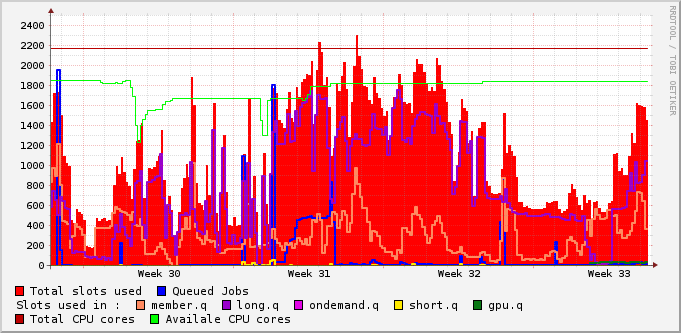 2400
2200
2000
1800
1600
1400
1200
1000
800
600
400
200
0
Week 30 Week 31 Week 32 Week 33
RRDTOOL / TOBI OETIKER
Total slots used Queued Jobs
Slots used in : member.q long.q ondemand.q short.q gpu.q
Total CPU cores Availale CPU cores